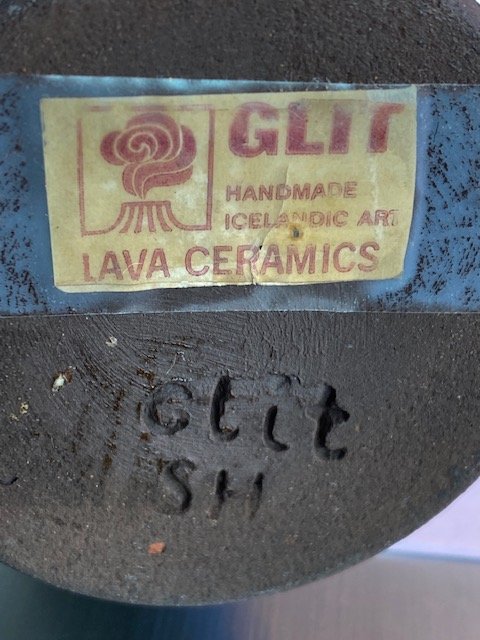 GLIT
HANDMADE
ICELANDIC ART
LAVA CERAMICS
Glit
SH